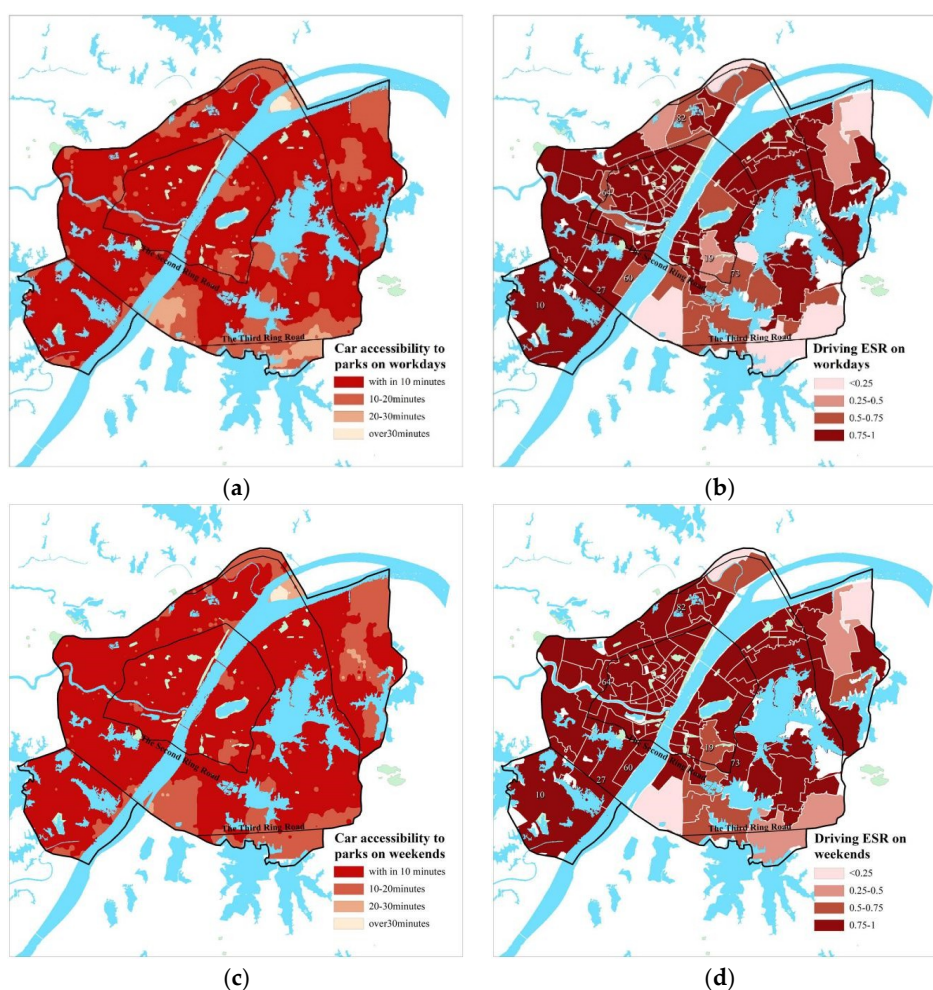 82
64
The Second Ring Road
19
60
73
27
10
The Third Ring Road
The Second Ring Road
The Third Ring Road
Car accessibility to
parks on workdays
with in 10 minutes
10-20minutes
20-30minutes
over30minutes
Driving ESR on
workdays
<0.25
0.25-0.5
0.5-0.75
0.75-1
(a)
(b)
82
64
The Second Ring Road
The Second Ring Road
19
73
60
27
10
The Third Ring Road
The Third Ring Road
Car accessibility to
parks on weekends
with in 10 minutes
10-20minutes
20-30minutes
over30minutes
Driving ESR on
weekends
<0.25
0.25-0.5
0.5-0.75
0.75-1
(c)
(d)